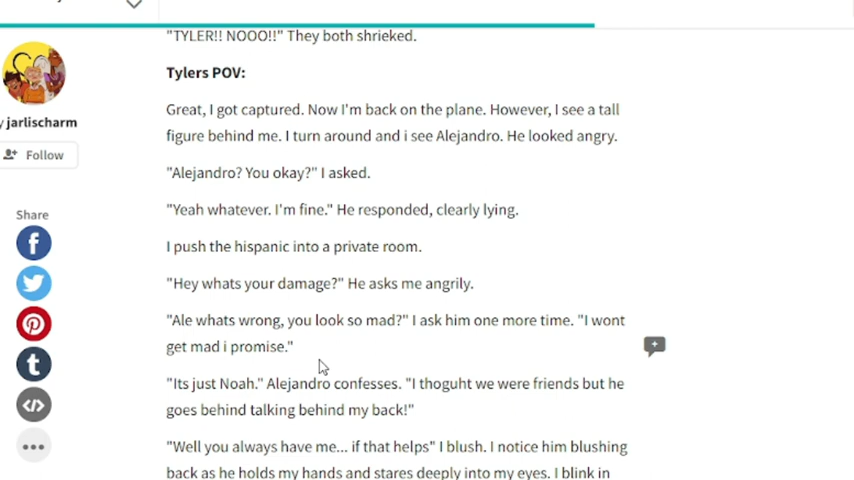 "TYLER!! NOOO!!" They both shrieked.
Tylers POV:
jarlischarm
Follow
Great, I got captured. Now I'm back on the plane. However, I see a tall
figure behind me. I turn around and i see Alejandro. He looked angry.
"Alejandro? You okay?" I asked.
Share
"Yeah whatever. I'm fine." He responded, clearly lying.
I push the hispanic into a private room.
"Hey whats your damage?" He asks me angrily.
"Ale whats wrong, you look so mad?" I ask him one more time. "I wont
get mad i promise."
"Its just Noah." Alejandro confesses. "I thoguht we were friends but he
goes behind talking behind my back!"
"Well you always have me... if that helps" I blush. I notice him blushing
back as he holds my hands and stares deeply into my eyes. I blink in